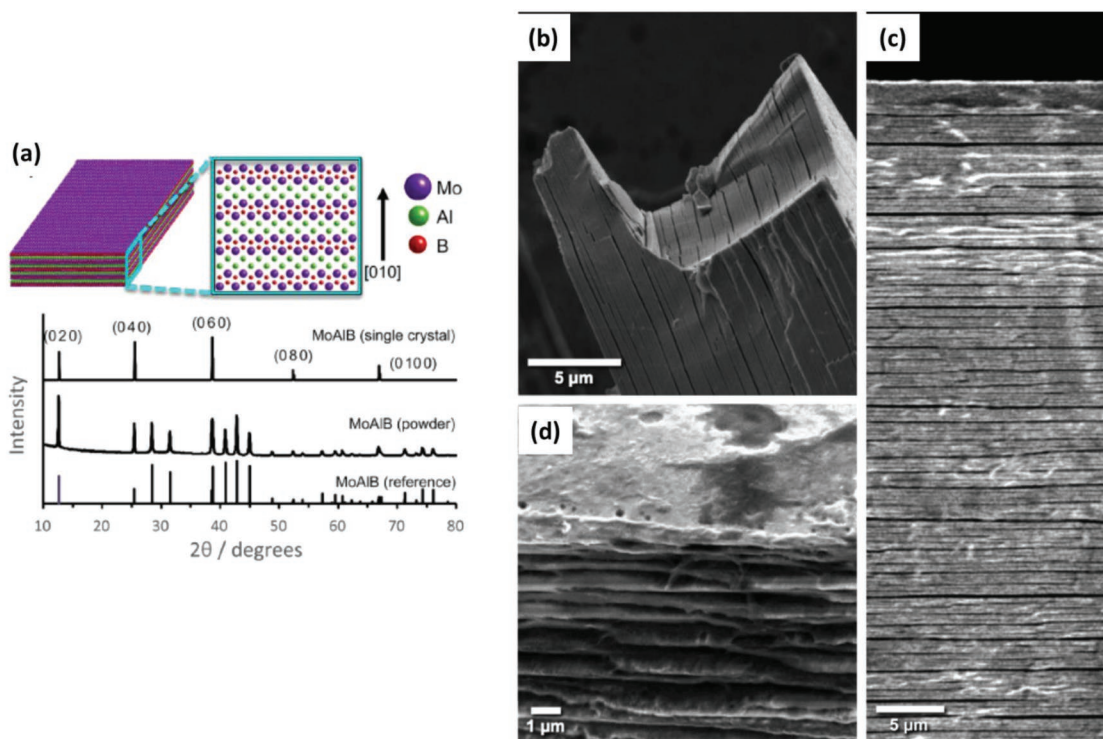 (a)
Mo
Al
B
[010]
(020)
(040)
(060)
(080)
(0100)
MoAlB (single crystal)
MoAlB (powder)
MoAlB (reference)
Intensity
10 20 30 40 50 60 70 80
2θ / degrees
(b)
5 µm
(c)
5 µm
(d)
1 µm